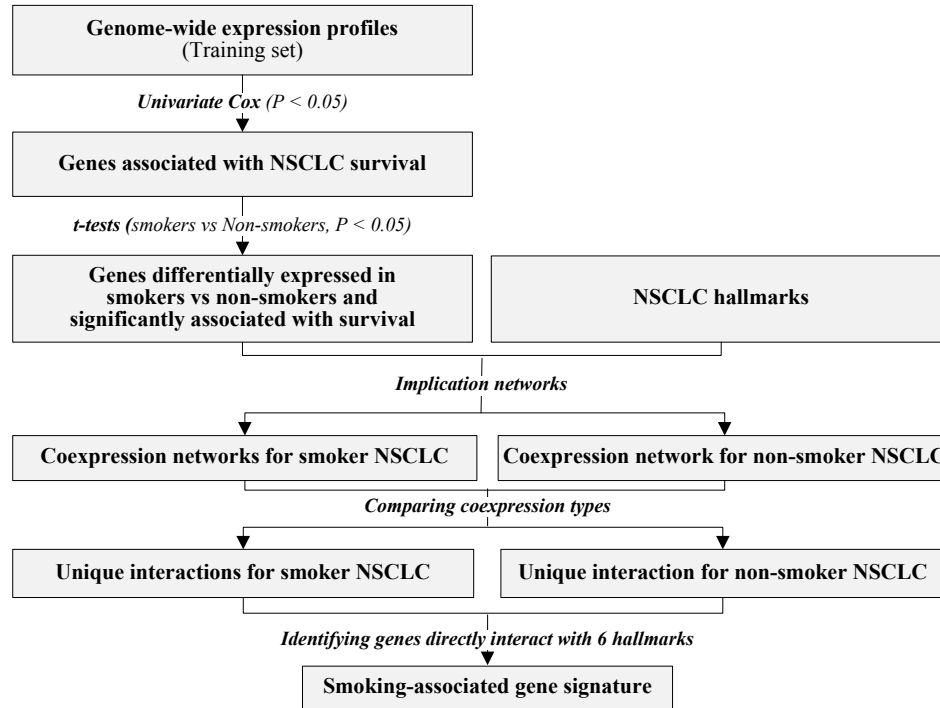 Genome-wide expression profiles
(Training set)
Univariate Cox (P < 0.05)
Genes associated with NSCLC survival
t-tests (smokers vs Non-smokers, P < 0.05)
Genes differentially expressed in
smokers vs non-smokers and
significantly associated with survival
NSCLC hallmarks
Implication networks
Coexpression networks for smoker NSCLC
Coexpression network for non-smoker NSCLC
Comparing coexpression types
Unique interactions for smoker NSCLC
Unique interaction for non-smoker NSCLC
Identifying genes directly interact with 6 hallmarks
Smoking-associated gene signature